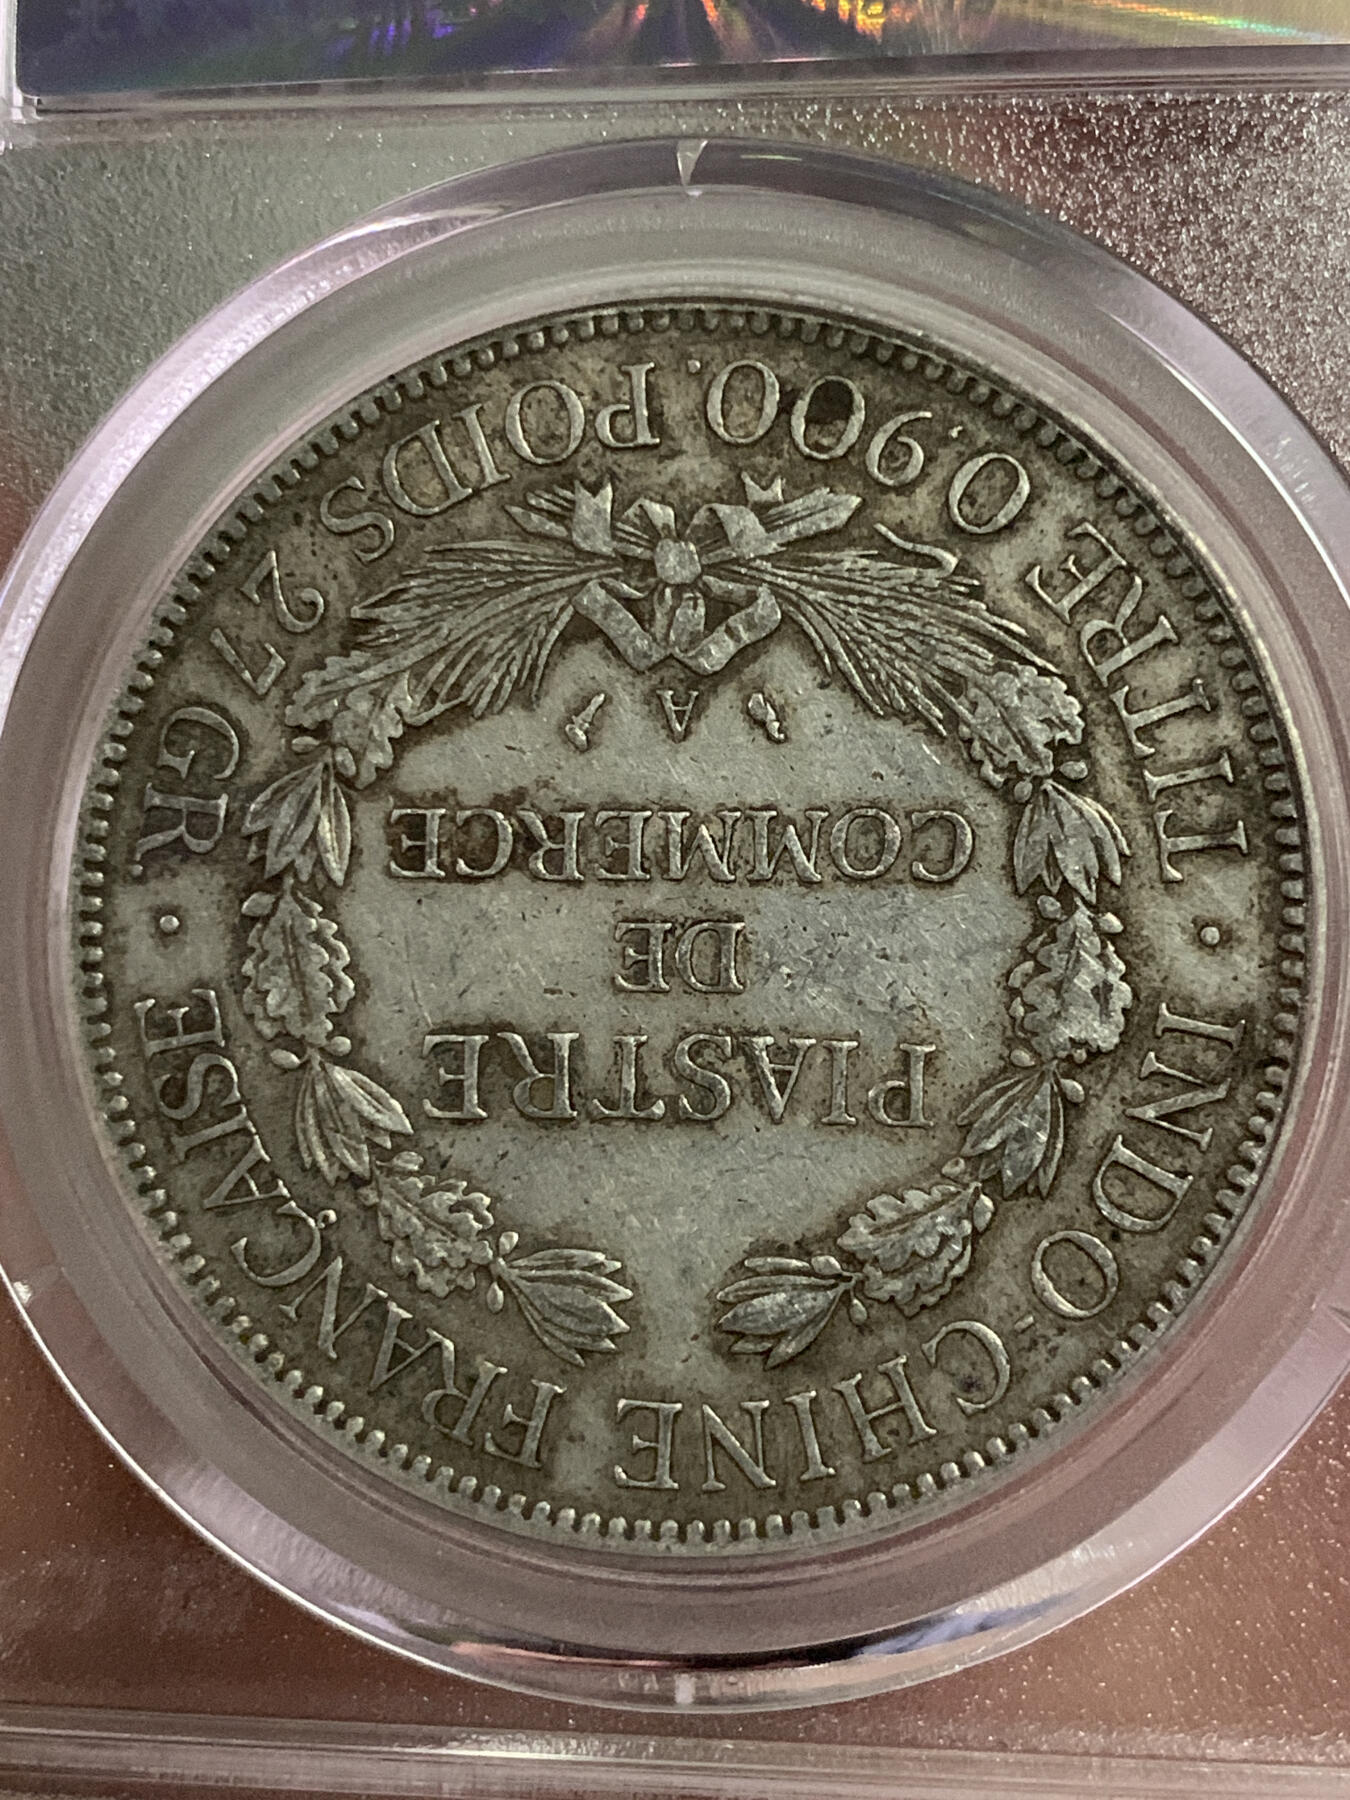 INDO-CHINE FRANÇAISE
PIASTRE
DE
COMMERCE
A
TITRE 0,900. POIDS 27 GR.